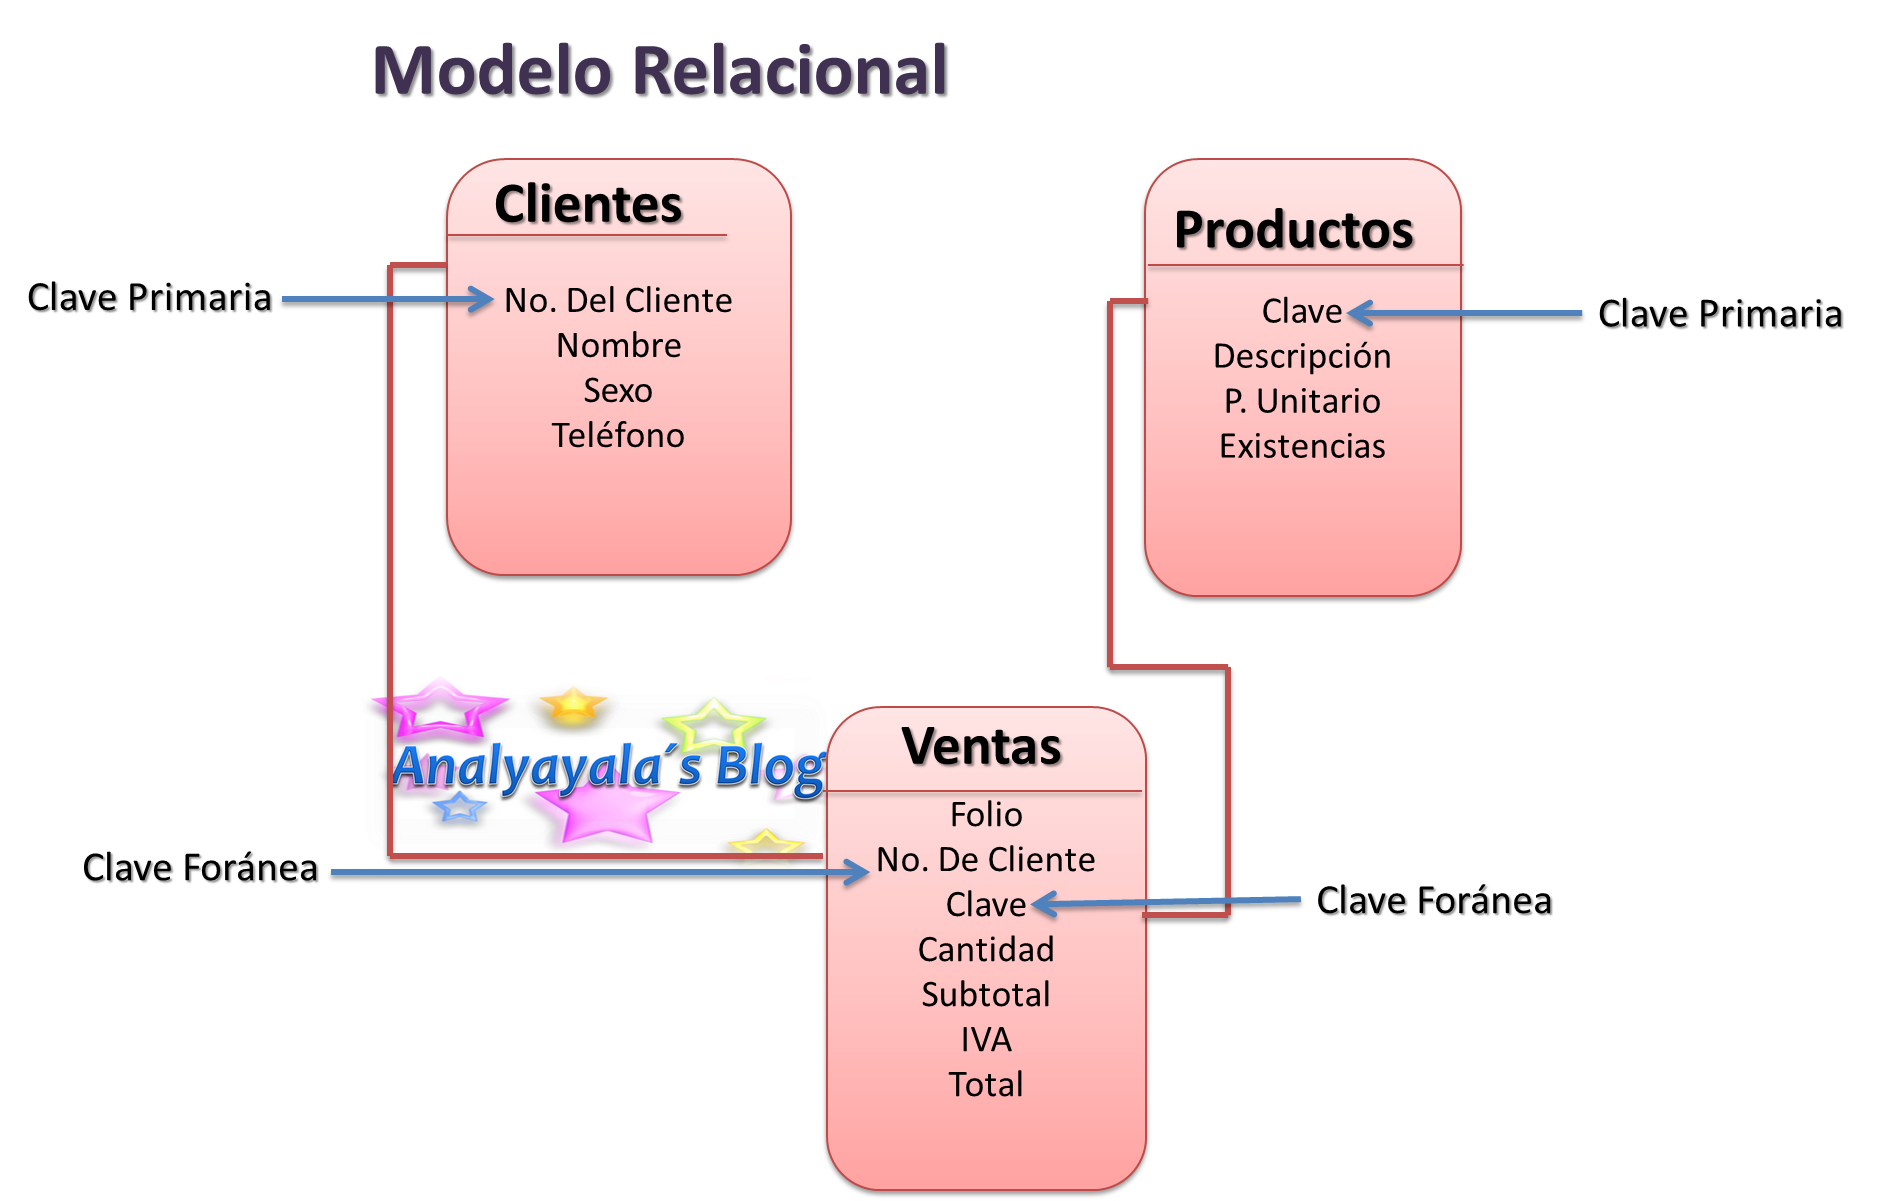 Modelo Relacional
Clientes
Clave Primaria
No. Del Cliente
Nombre
Sexo
Teléfono
Productos
Clave
Clave Primaria
Descripción
P. Unitario
Existencias
Analyayala´s Blog
Ventas
Folio
Clave Foránea
No. De Cliente
Clave
Clave Foránea
Cantidad
Subtotal
IVA
Total